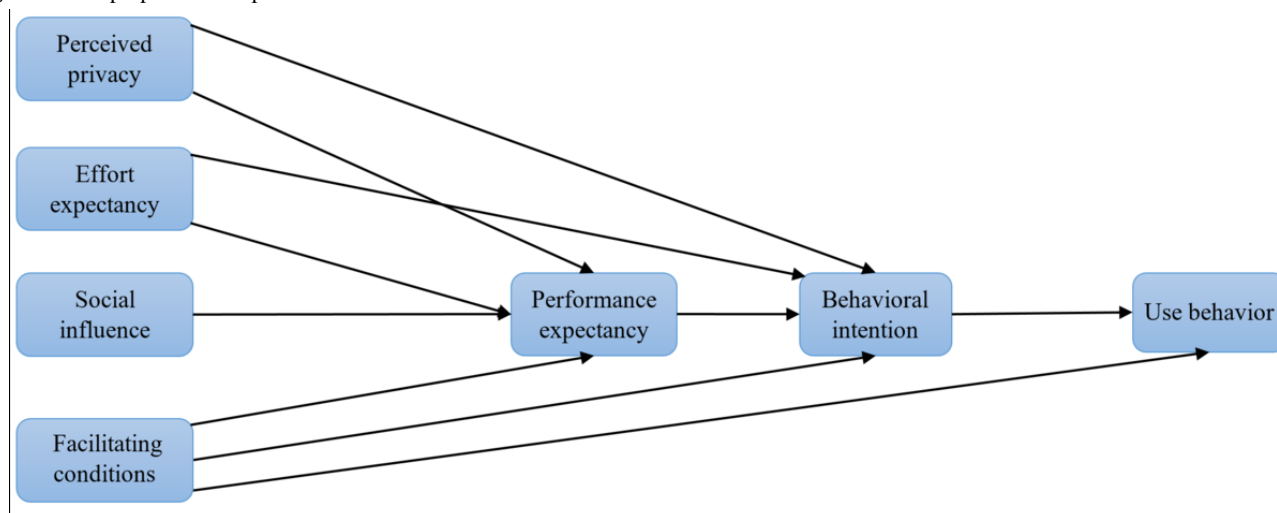 Perceived
privacy
Effort
expectancy
Social
influence
Performance
expectancy
Behavioral
intention
Use behavior
Facilitating
conditions